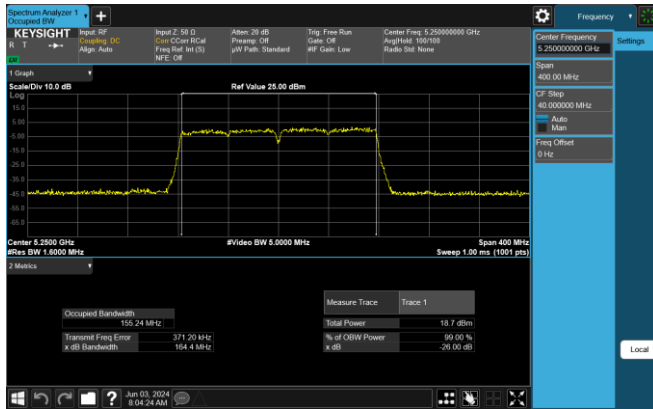 Spectrum Analyzer 1
Occupied BW
Frequency
KEYSIGHT
R T
Input: RF
Coupling: DC
Align: Auto
Input Z: 50 Ω
Corr CCorr RCal
Freq Ref: Int (S)
NFE: Off
Atten: 20 dB
Preamp: Off
µW Path: Standard
Trig: Free Run
Gate: Off
#IF Gain: Low
Center Freq: 5.250000000 GHz
Avg|Hold: 100/100
Radio Std: None
1 Graph
Scale/Div 10.0 dB
Ref Value 25.00 dBm
Log
15.0
5.00
-5.00
-15.0
-25.0
-35.0
-45.0
-55.0
-65.0
Center 5.2500 GHz
#Video BW 5.0000 MHz
Span 400 MHz
#Res BW 1.6000 MHz
Sweep 1.00 ms (1001 pts)
2 Metrics
Measure Trace
Trace 1
Occupied Bandwidth
155.24 MHz
Total Power
18.7 dBm
Transmit Freq Error
371.20 kHz
% of OBW Power
99.00 %
x dB Bandwidth
164.4 MHz
x dB
-26.00 dB
Jun 03, 2024
8:04:24 AM
Center Frequency
5.250000000 GHz
Settings
Span
400.00 MHz
CF Step
40.000000 MHz
Auto
Man
Freq Offset
0 Hz
Local